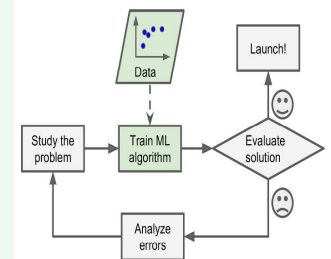 Data
Launch!
Study the
problem
Train ML
algorithm
Evaluate
solution
Analyze
errors